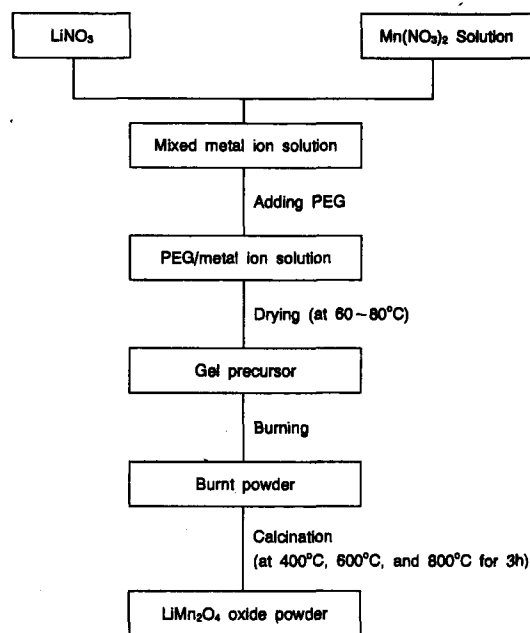 LiNO₃
Mn(NO₃)₂ Solution
Mixed metal ion solution
Adding PEG
PEG/metal ion solution
Drying (at 60~80°C)
Gel precursor
Burning
Burnt powder
Calcination
(at 400°C, 600°C, and 800°C for 3h)
LiMn₂O₄ oxide powder